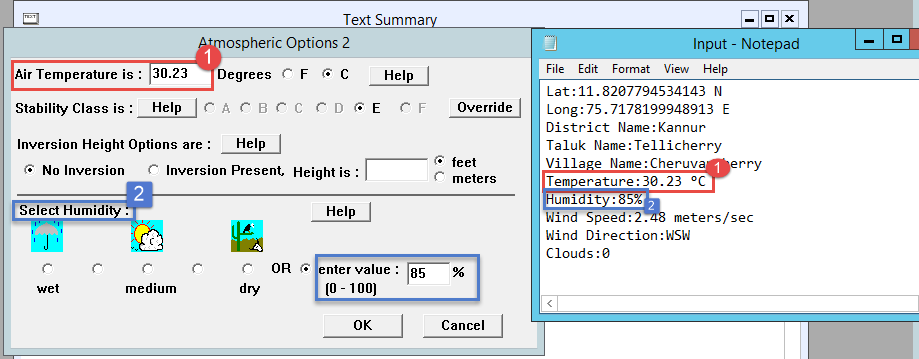 TEXT
Text Summary
Atmospheric Options 2
Air Temperature is : 30.23 1 Degrees F C Help
Stability Class is : Help A B C D E F Override
Inversion Height Options are : Help
No Inversion Inversion Present, Height is : feet
meters
2
Select Humidity : Help
OR enter value : 85 %
wet medium dry (0 - 100)
OK Cancel
Input - Notepad
File Edit Format View Help
Lat:11.8207794534143 N
Long:75.7178199948913 E
District Name:Kannur
Taluk Name:Tellicherry
Village Name:Cheruvancherry
Temperature:30.23 °C 1
Humidity:85% 2
Wind Speed:2.48 meters/sec
Wind Direction:WSW
Clouds:0